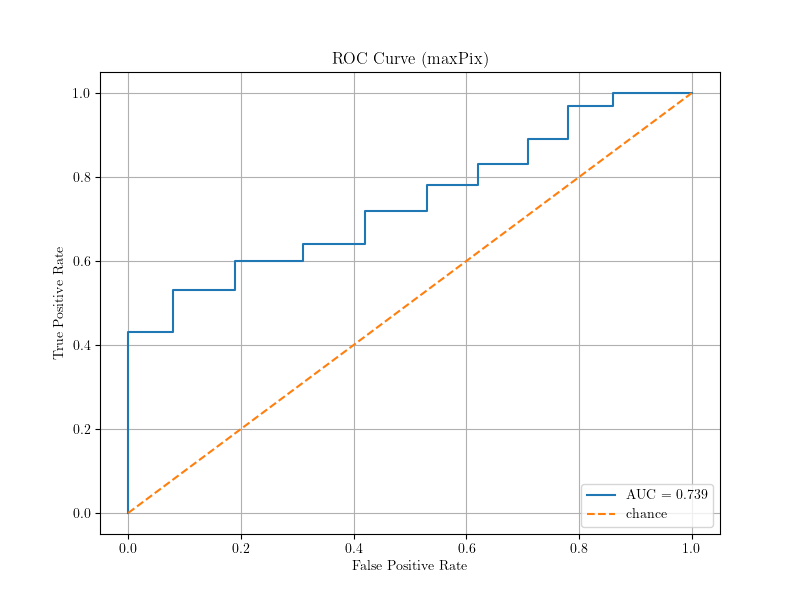 ROC Curve (maxPix)
True Positive Rate
1.0
0.8
0.6
0.4
0.2
0.0
AUC = 0.739
chance
0.0 0.2 0.4 0.6 0.8 1.0
False Positive Rate